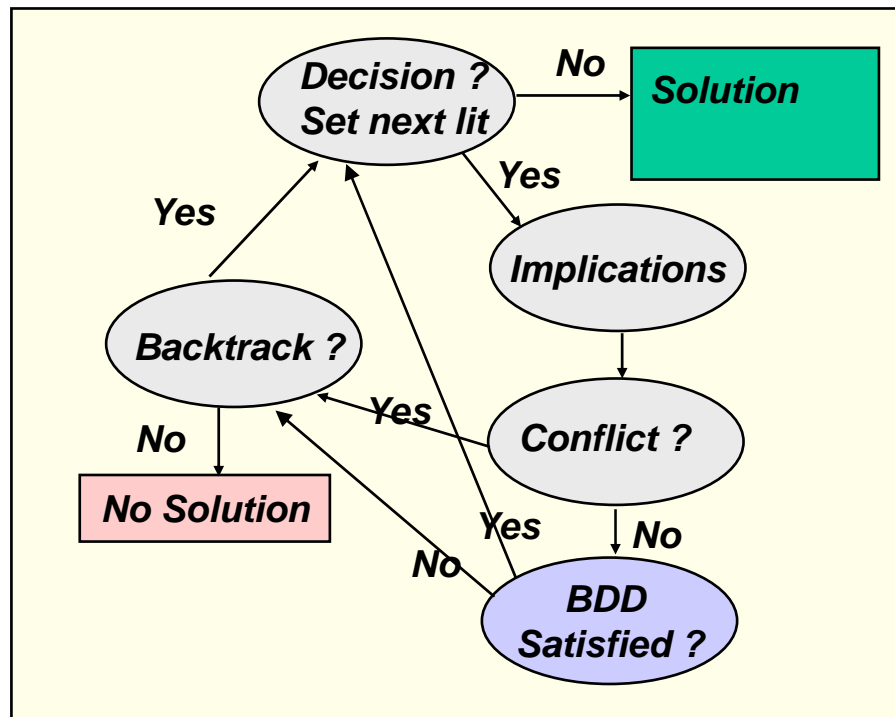 Decision ?
Set next lit
No
Solution
Yes
Implications
Yes
Backtrack ?
Yes
Conflict ?
No
No Solution
Yes
No
No
BDD
Satisfied ?